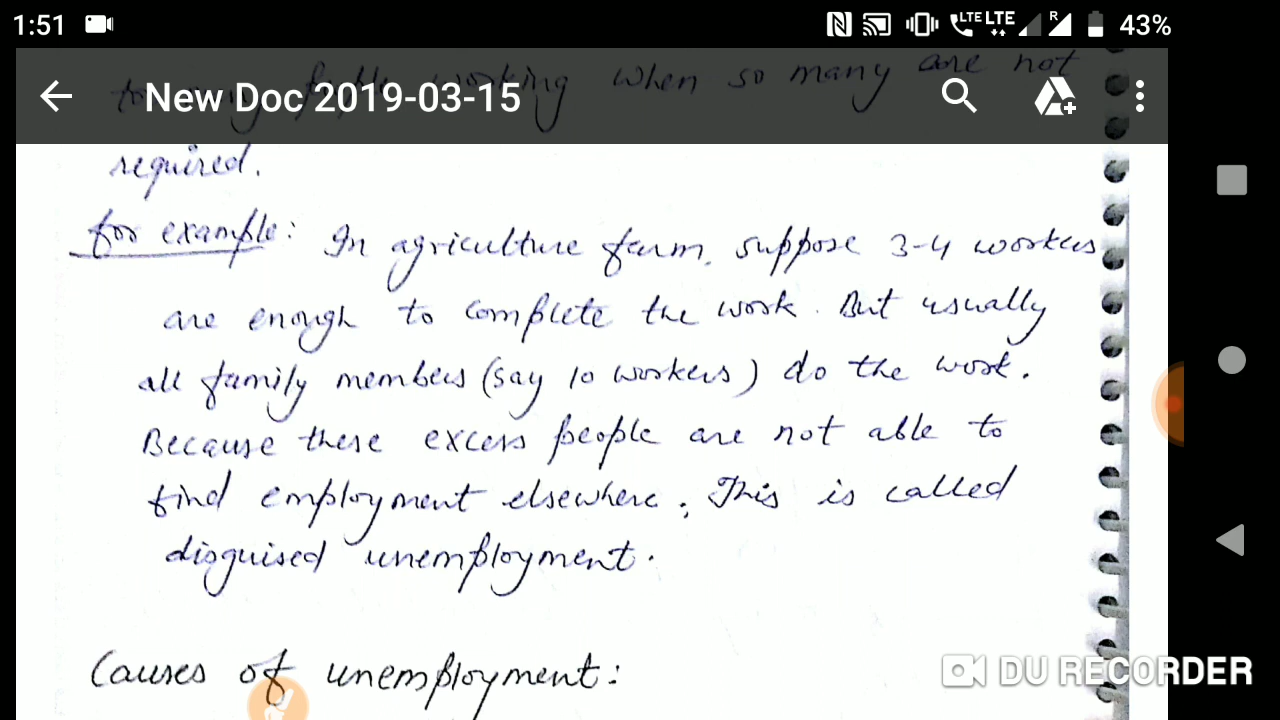 1:51 LTE LTE R 43%
working when so many are not
New Doc 2019-03-15
required.
for example: In agriculture farm, suppose 3-4 workers
are enough to complete the work. But usually
all family members (say 10 workers) do the work.
Because these excess people are not able to
find employment elsewhere; This is called
disguised unemployment.
Causes of unemployment:
DU RECORDER